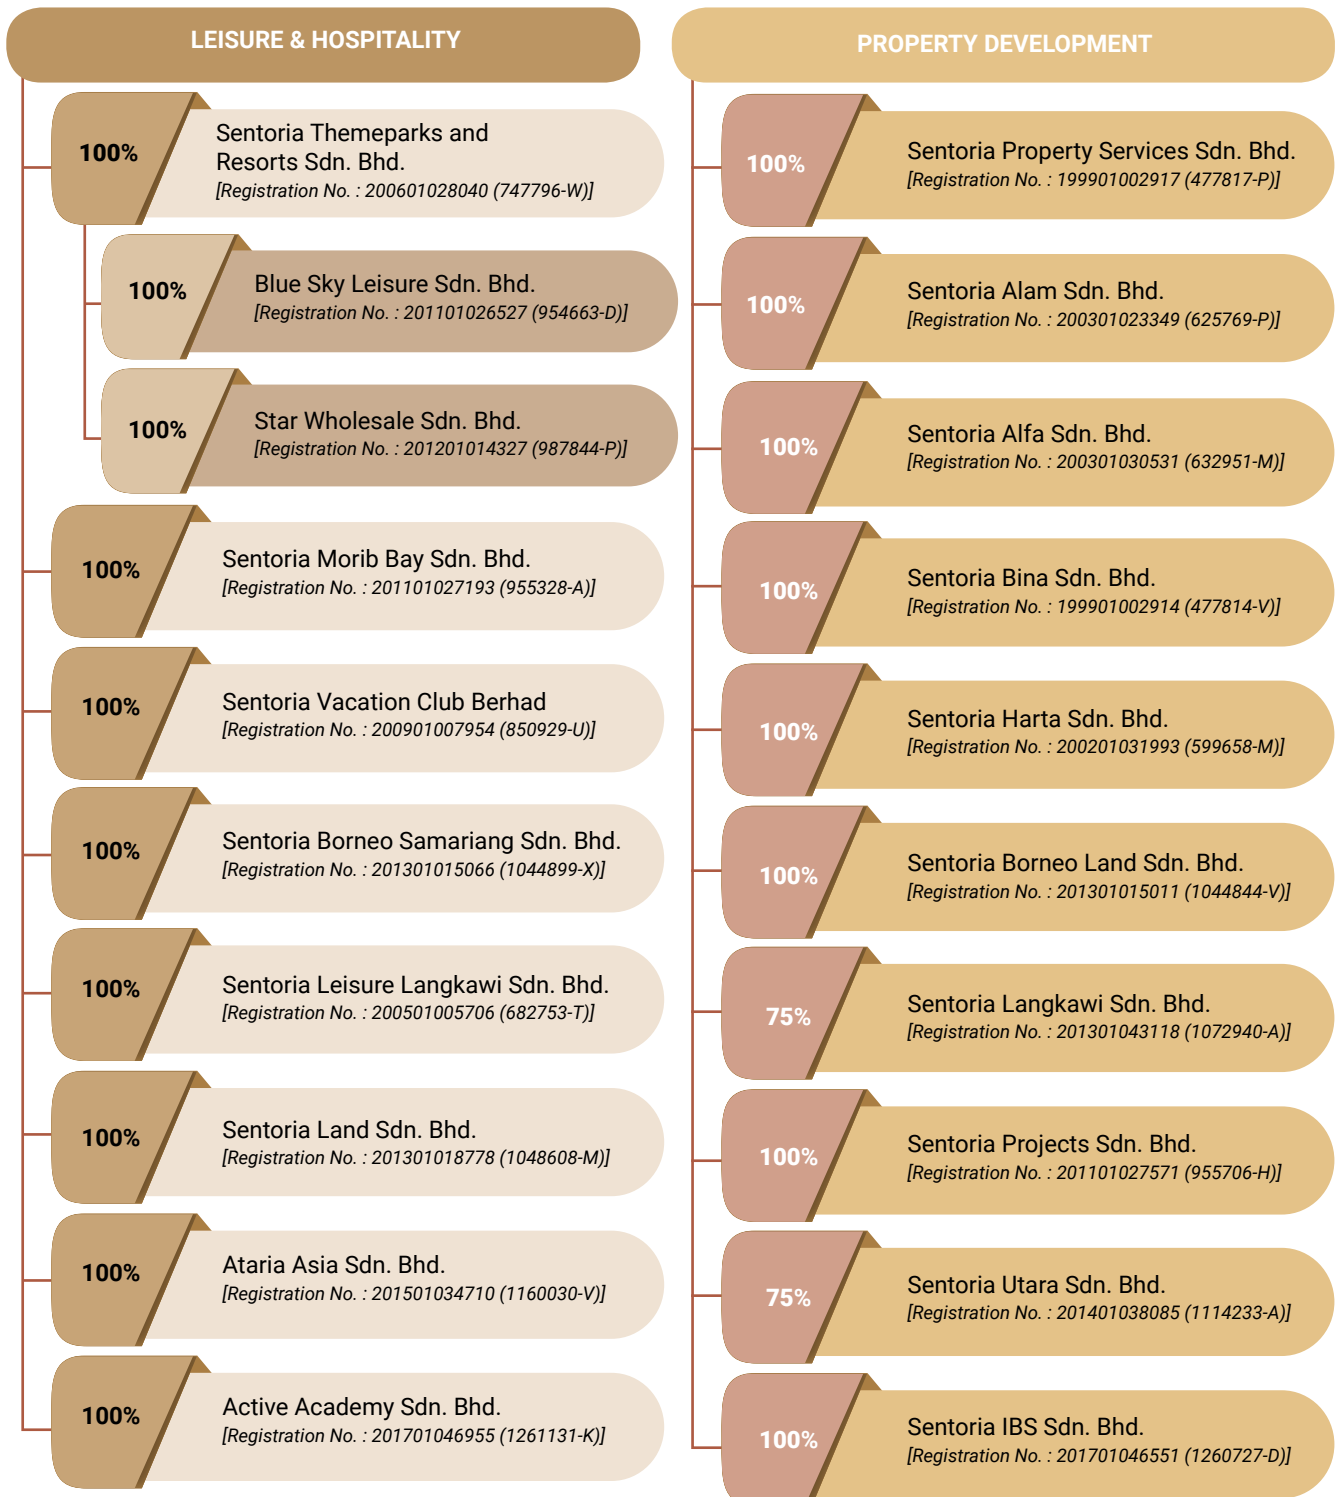 LEISURE & HOSPITALITY
100%
Sentoria Themeparks and
Resorts Sdn. Bhd.
[Registration No. : 200601028040 (747796-W)]
100%
Blue Sky Leisure Sdn. Bhd.
[Registration No. : 201101026527 (954663-D)]
100%
Star Wholesale Sdn. Bhd.
[Registration No. : 201201014327 (987844-P)]
100%
Sentoria Morib Bay Sdn. Bhd.
[Registration No. : 201101027193 (955328-A)]
100%
Sentoria Vacation Club Berhad
[Registration No. : 200901007954 (850929-U)]
100%
Sentoria Borneo Samariang Sdn. Bhd.
[Registration No. : 201301015066 (1044899-X)]
100%
Sentoria Leisure Langkawi Sdn. Bhd.
[Registration No. : 200501005706 (682753-T)]
100%
Sentoria Land Sdn. Bhd.
[Registration No. : 201301018778 (1048608-M)]
100%
Ataria Asia Sdn. Bhd.
[Registration No. : 201501034710 (1160030-V)]
100%
Active Academy Sdn. Bhd.
[Registration No. : 201701046955 (1261131-K)]
PROPERTY DEVELOPMENT
100%
Sentoria Property Services Sdn. Bhd.
[Registration No. : 199901002917 (477817-P)]
100%
Sentoria Alam Sdn. Bhd.
[Registration No. : 200301023349 (625769-P)]
100%
Sentoria Alfa Sdn. Bhd.
[Registration No. : 200301030531 (632951-M)]
100%
Sentoria Bina Sdn. Bhd.
[Registration No. : 199901002914 (477814-V)]
100%
Sentoria Harta Sdn. Bhd.
[Registration No. : 200201031993 (599658-M)]
100%
Sentoria Borneo Land Sdn. Bhd.
[Registration No. : 201301015011 (1044844-V)]
75%
Sentoria Langkawi Sdn. Bhd.
[Registration No. : 201301043118 (1072940-A)]
100%
Sentoria Projects Sdn. Bhd.
[Registration No. : 201101027571 (955706-H)]
75%
Sentoria Utara Sdn. Bhd.
[Registration No. : 201401038085 (1114233-A)]
100%
Sentoria IBS Sdn. Bhd.
[Registration No. : 201701046551 (1260727-D)]